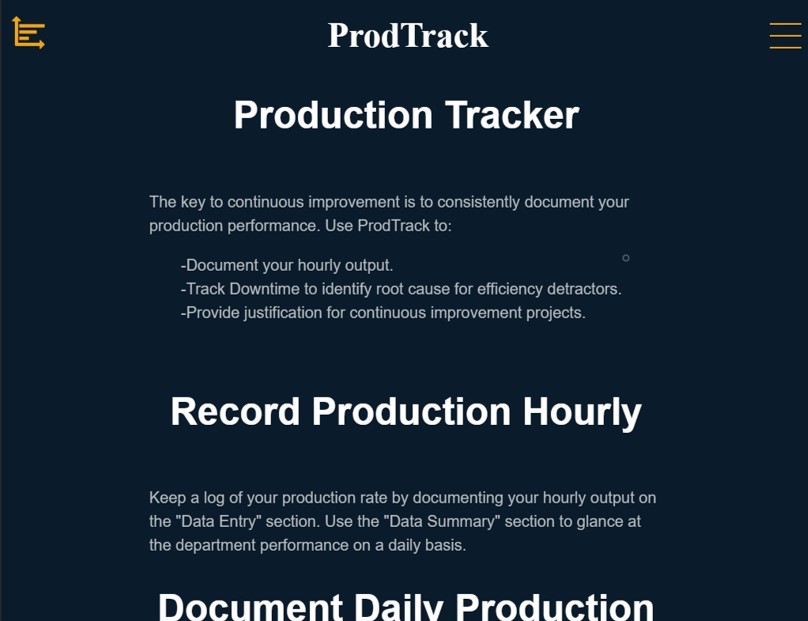 ProdTrack
Production Tracker
The key to continuous improvement is to consistently document your
production performance. Use ProdTrack to:
-Document your hourly output.
-Track Downtime to identify root cause for efficiency detractors.
-Provide justification for continuous improvement projects.
Record Production Hourly
Keep a log of your production rate by documenting your hourly output on
the "Data Entry" section. Use the "Data Summary" section to glance at
the department performance on a daily basis.
Document Daily Production